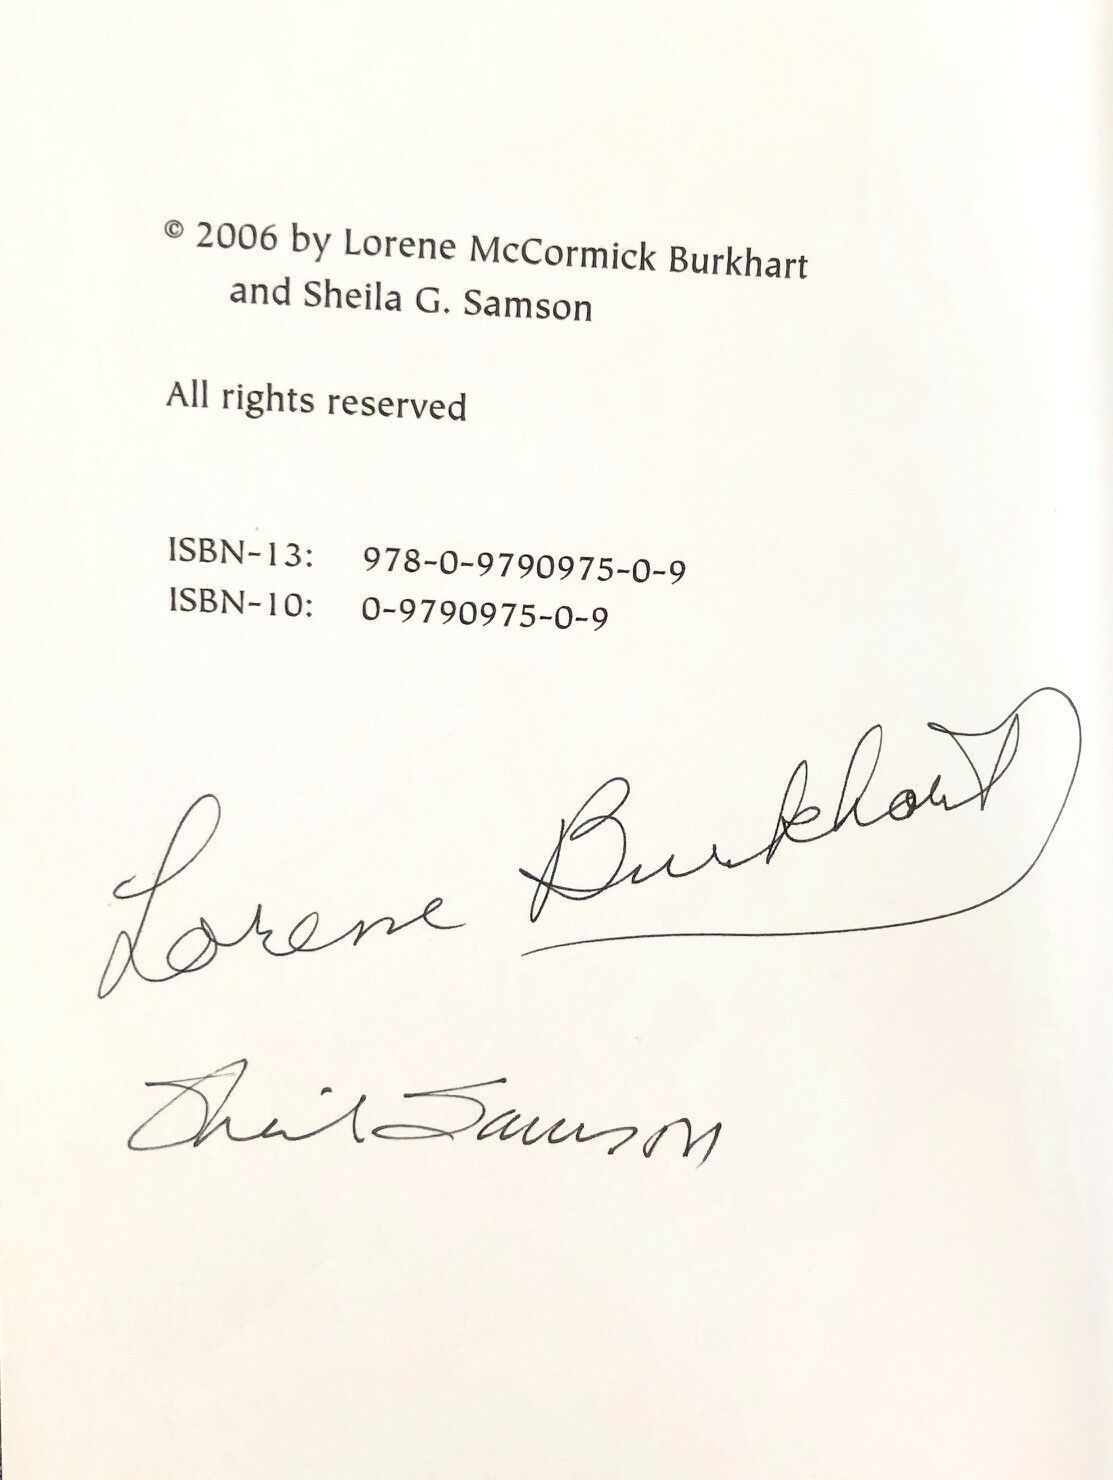 © 2006 by Lorene McCormick Burkhart
and Sheila G. Samson
All rights reserved
ISBN-13: 978-0-9790975-0-9
ISBN-10: 0-9790975-0-9
Lorene Burkhart
Sheila Samson